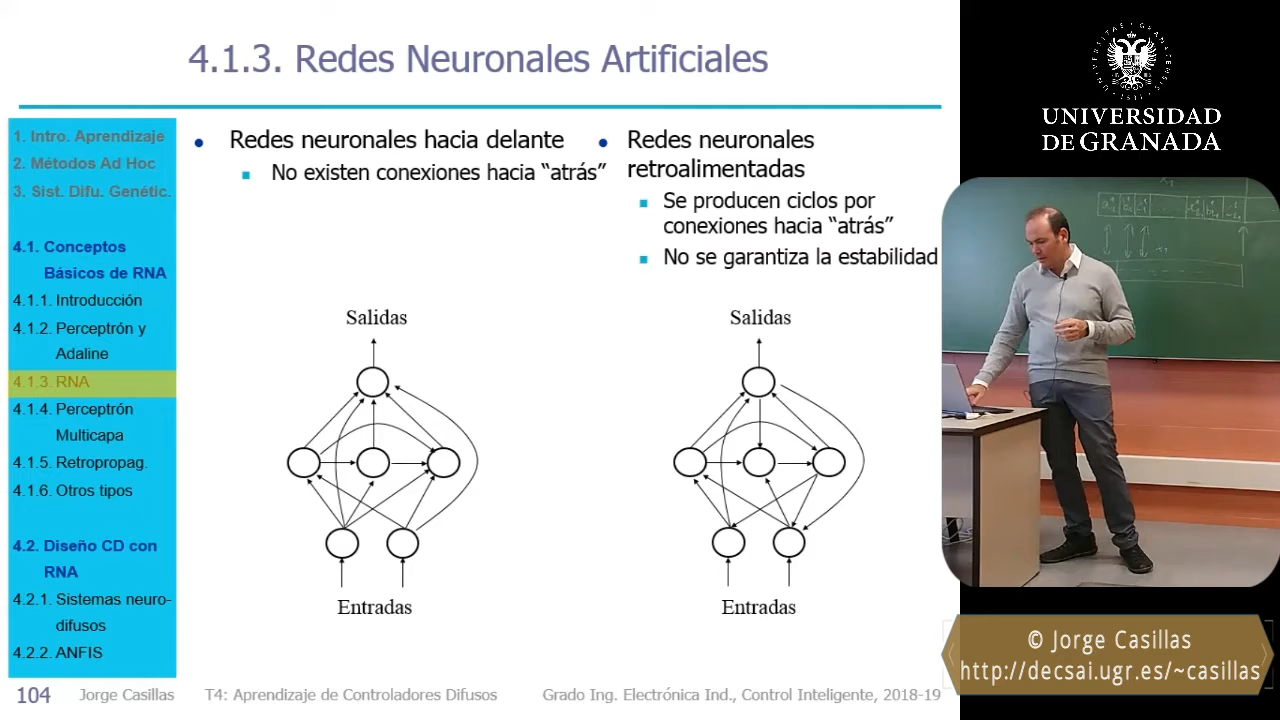 4.1.3. Redes Neuronales Artificiales
1. Intro. Aprendizaje
2. Métodos Ad Hoc
3. Sist. Difu. Genétic.
4.1. Conceptos
Básicos de RNA
4.1.1. Introducción
4.1.2. Perceptrón y
Adaline
4.1.3. RNA
4.1.4. Perceptrón
Multicapa
4.1.5. Retropropag.
4.1.6. Otros tipos
4.2. Diseño CD con
RNA
4.2.1. Sistemas neuro-
difusos
4.2.2. ANFIS
Redes neuronales hacia delante
No existen conexiones hacia “atrás”
Salidas
Entradas
Redes neuronales
retroalimentadas
Se producen ciclos por
conexiones hacia “atrás”
No se garantiza la estabilidad
Salidas
Entradas
104 Jorge Casillas T4: Aprendizaje de Controladores Difusos Grado Ing. Electrónica Ind., Control Inteligente, 2018-19
UNIVERSIDAD
DE GRANADA
© Jorge Casillas
http://decsai.ugr.es/~casillas